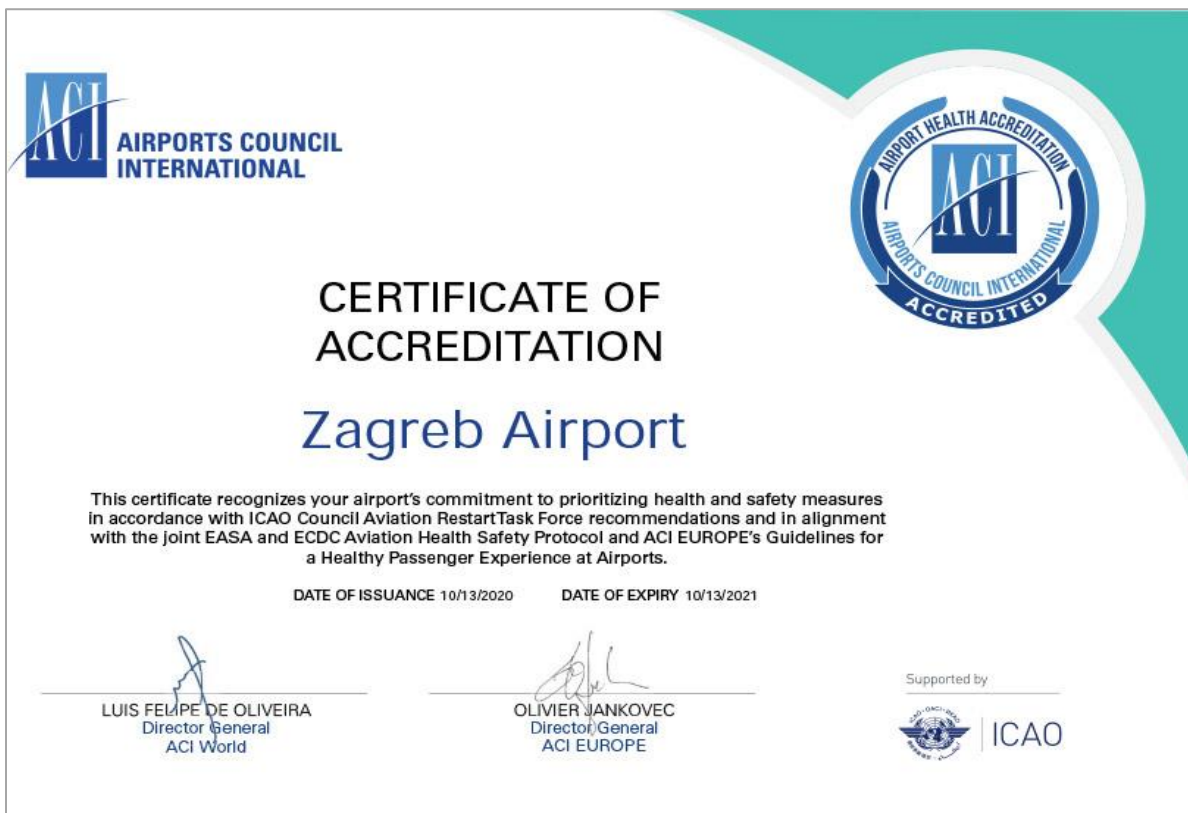 ACI AIRPORTS COUNCIL
INTERNATIONAL
AIRPORT HEALTH ACCREDITATION
ACI
AIRPORTS COUNCIL INTERNATIONAL
ACCREDITED
CERTIFICATE OF
ACCREDITATION
Zagreb Airport
This certificate recognizes your airport's commitment to prioritizing health and safety measures
in accordance with ICAO Council Aviation RestartTask Force recommendations and in alignment
with the joint EASA and ECDC Aviation Health Safety Protocol and ACI EUROPE's Guidelines for
a Healthy Passenger Experience at Airports.
DATE OF ISSUANCE 10/13/2020 DATE OF EXPIRY 10/13/2021
LUIS FELIPE DE OLIVEIRA
Director General
ACI World
OLIVIER JANKOVEC
Director General
ACI EUROPE
Supported by
ICAO